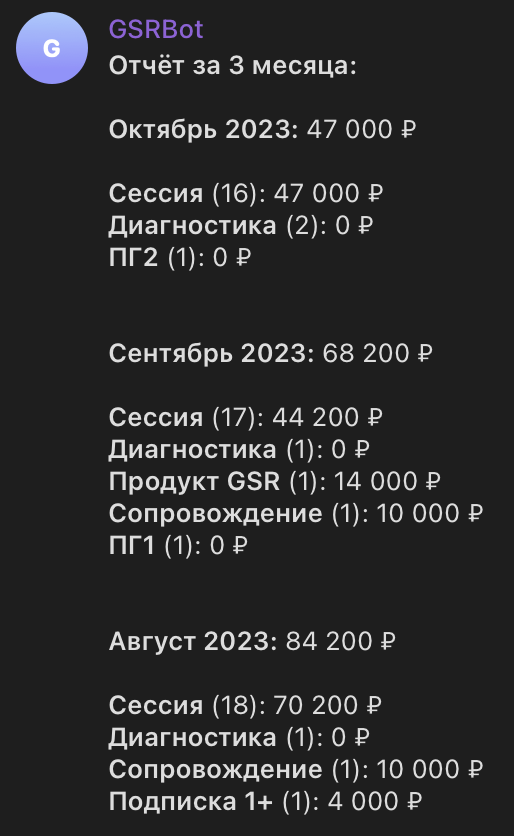 G
GSRBot
Отчёт за 3 месяца:
Октябрь 2023: 47 000 ₽
Сессия (16): 47 000 ₽
Диагностика (2): 0 ₽
ПГ2 (1): 0 ₽
Сентябрь 2023: 68 200 ₽
Сессия (17): 44 200 ₽
Диагностика (1): 0 ₽
Продукт GSR (1): 14 000 ₽
Сопровождение (1): 10 000 ₽
ПГ1 (1): 0 ₽
Август 2023: 84 200 ₽
Сессия (18): 70 200 ₽
Диагностика (1): 0 ₽
Сопровождение (1): 10 000 ₽
Подписка 1+ (1): 4 000 ₽